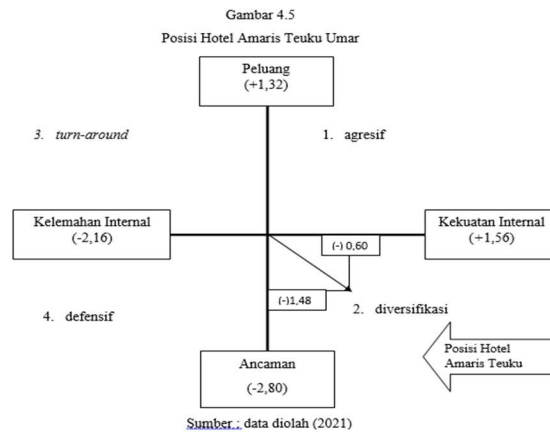 Gambar 4.5
Posisi Hotel Amaris Teuku Umar
Peluang
(+1,32)
3. turn-around
1. agresif
Kelemahan Internal
(-2,16)
(-) 0,60
Kekuatan Internal
(+1,56)
(-)1,48
4. defensif
2. diversifikasi
Ancaman
(-2,80)
Posisi Hotel
Amaris Teuku
Sumber : data diolah (2021)